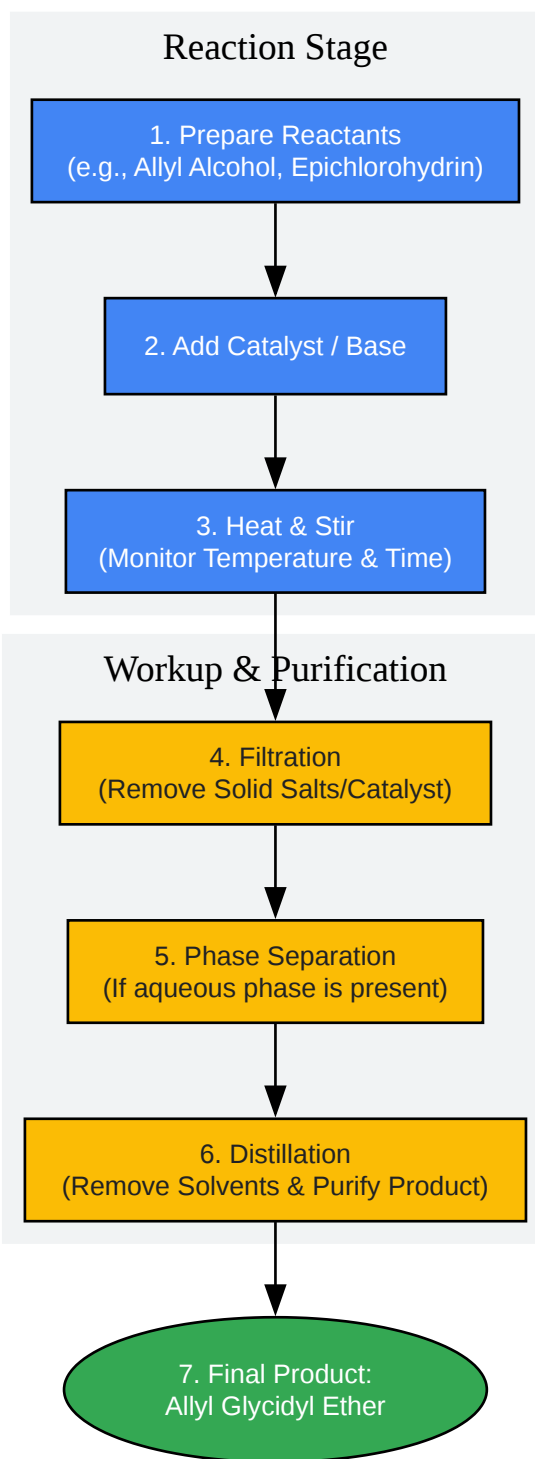 Reaction Stage
1. Prepare Reactants
(e.g., Allyl Alcohol, Epichlorohydrin)
2. Add Catalyst / Base
3. Heat & Stir
(Monitor Temperature & Time)
Workup & Purification
4. Filtration
(Remove Solid Salts/Catalyst)
5. Phase Separation
(If aqueous phase is present)
6. Distillation
(Remove Solvents & Purify Product)
7. Final Product:
Allyl Glycidyl Ether